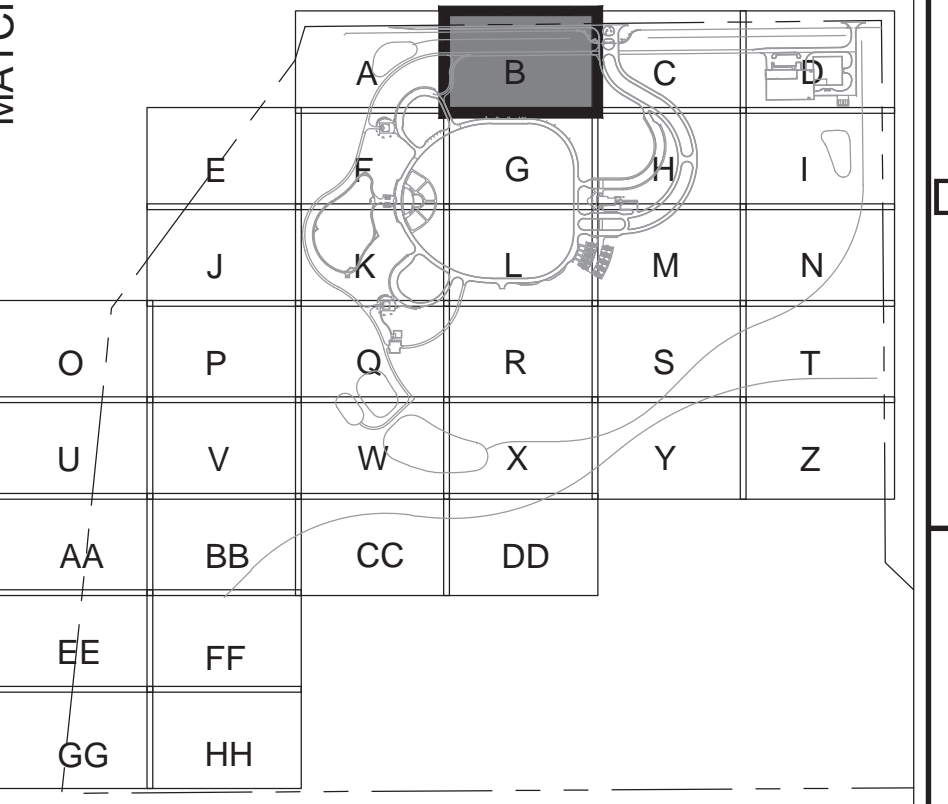 A B C D
E F G H I
J K L M N
O P Q R S T
U V W X Y Z
AA BB CC DD
EE FF
GG HH